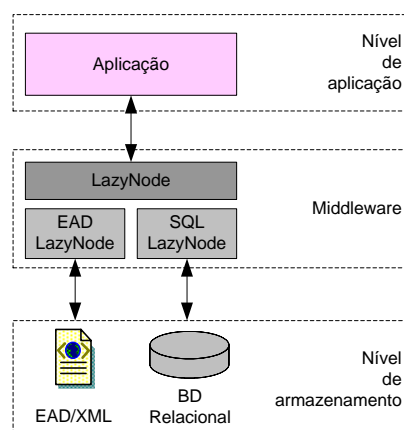 Aplicação
Nível
de
aplicação
LazyNode
EAD
LazyNode
SQL
LazyNode
Middleware
EAD/XML
BD
Relacional
Nível
de
armazenamento